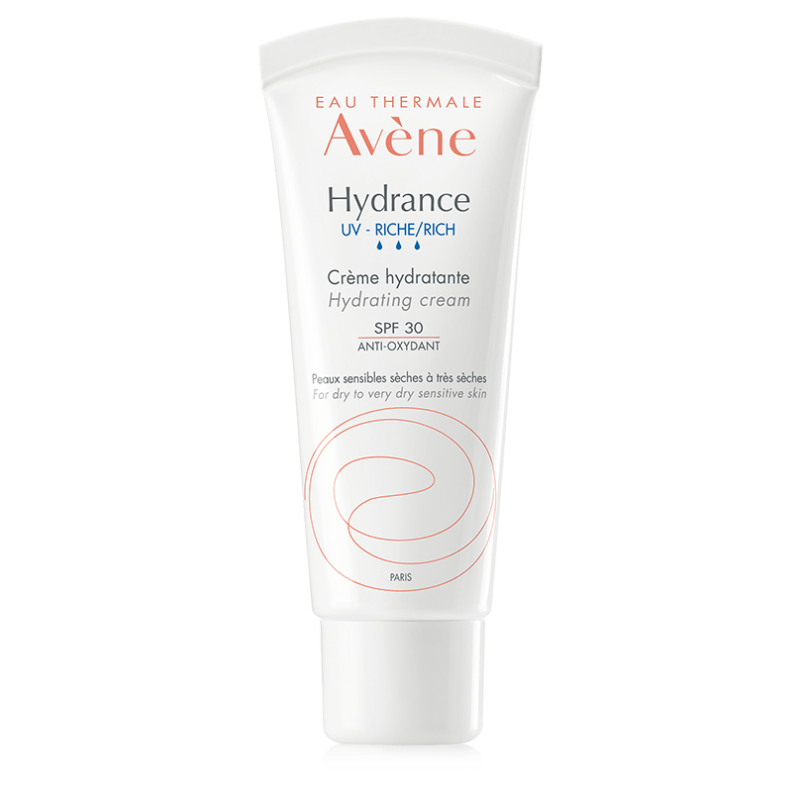 EAU THERMALE
Avène
Hydrance
UV - RICHE/RICH
Crème hydratante
Hydrating cream
SPF 30
ANTI-OXYDANT
Peaux sensibles sèches à très sèches
For dry to very dry sensitive skin
PARIS